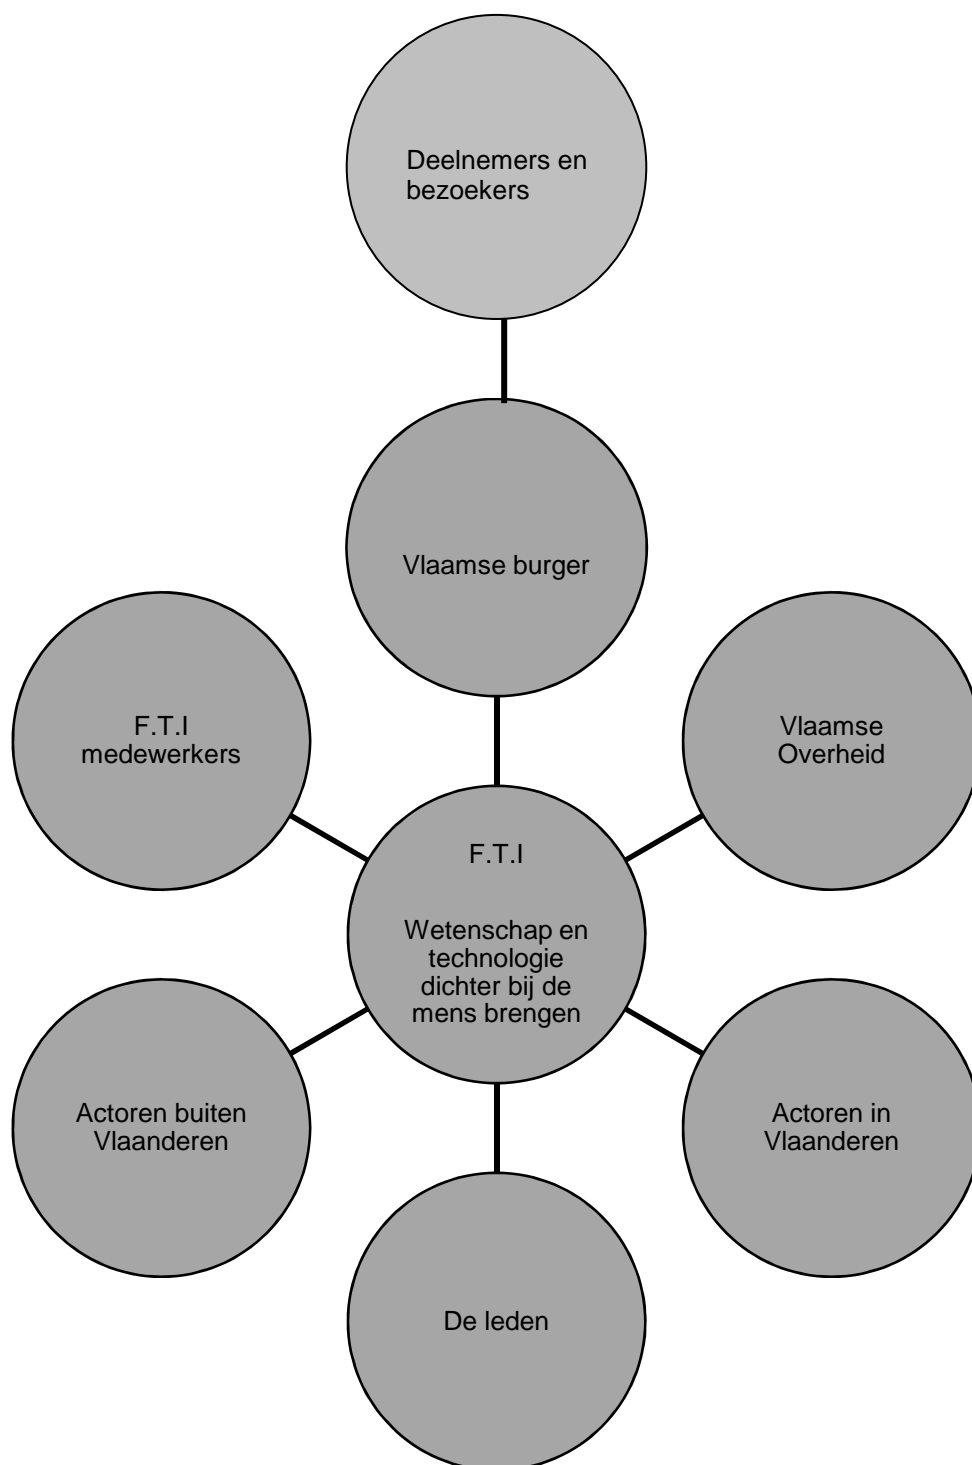 Deelnemers en
bezoekers
Vlaamse burger
F.T.I
medewerkers
Vlaamse
Overheid
F.T.I
Wetenschap en
technologie
dichter bij de
mens brengen
Actoren buiten
Vlaanderen
Actoren in
Vlaanderen
De leden